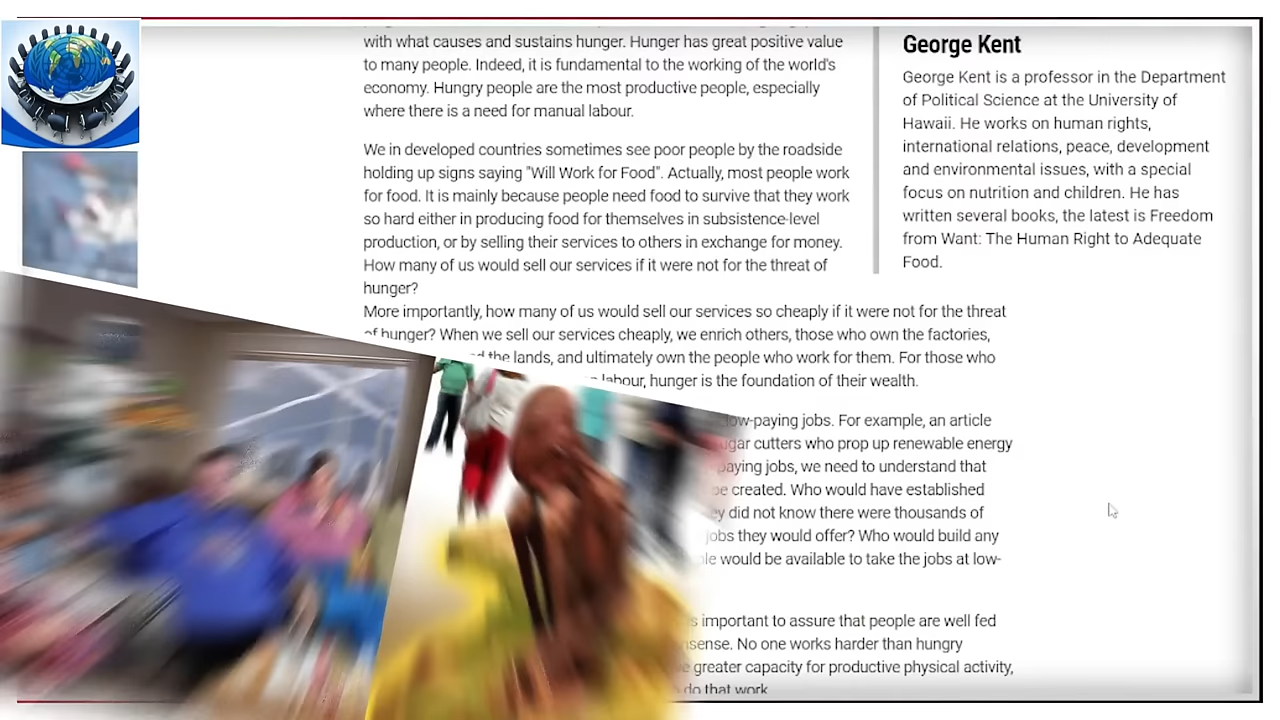 with what causes and sustains hunger. Hunger has great positive value
to many people. Indeed, it is fundamental to the working of the world's
economy. Hungry people are the most productive people, especially
where there is a need for manual labour.
We in developed countries sometimes see poor people by the roadside
holding up signs saying "Will Work for Food". Actually, most people work
for food. It is mainly because people need food to survive that they work
so hard either in producing food for themselves in subsistence-level
production, or by selling their services to others in exchange for money.
How many of us would sell our services if it were not for the threat of
hunger?
More importantly, how many of us would sell our services so cheaply if it were not for the threat
of hunger? When we sell our services cheaply, we enrich others, those who own the factories,
the lands, and ultimately own the people who work for them. For those who
labour, hunger is the foundation of their wealth.
low-paying jobs. For example, an article
cutters who prop up renewable energy
paying jobs, we need to understand that
be created. Who would have established
did not know there were thousands of
jobs they would offer? Who would build any
would be available to take the jobs at low-
important to assure that people are well fed
No one works harder than hungry
greater capacity for productive physical activity,
do that work
George Kent
George Kent is a professor in the Department
of Political Science at the University of
Hawaii. He works on human rights,
international relations, peace, development
and environmental issues, with a special
focus on nutrition and children. He has
written several books, the latest is Freedom
from Want: The Human Right to Adequate
Food.